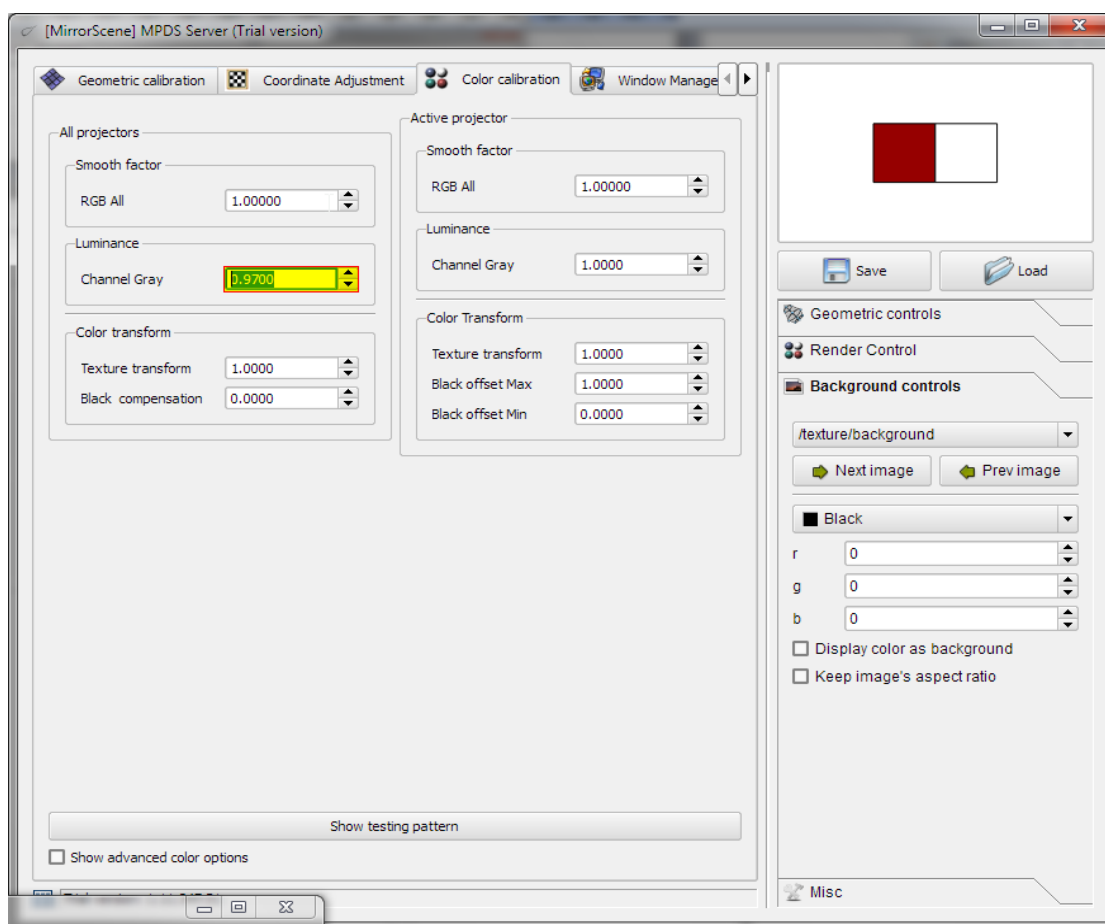 [MirrorScene] MPDS Server (Trial version)
Geometric calibration
Coordinate Adjustment
Color calibration
Window Manage
All projectors
Smooth factor
RGB All 1.00000
Luminance
Channel Gray 0.9700
Color transform
Texture transform 1.0000
Black compensation 0.0000
Active projector
Smooth factor
RGB All 1.00000
Luminance
Channel Gray 1.0000
Color Transform
Texture transform 1.0000
Black offset Max 1.0000
Black offset Min 0.0000
Show testing pattern
Show advanced color options
Save
Load
Geometric controls
Render Control
Background controls
/texture/background
Next image
Prev image
Black
r 0
g 0
b 0
Display color as background
Keep image's aspect ratio
Misc